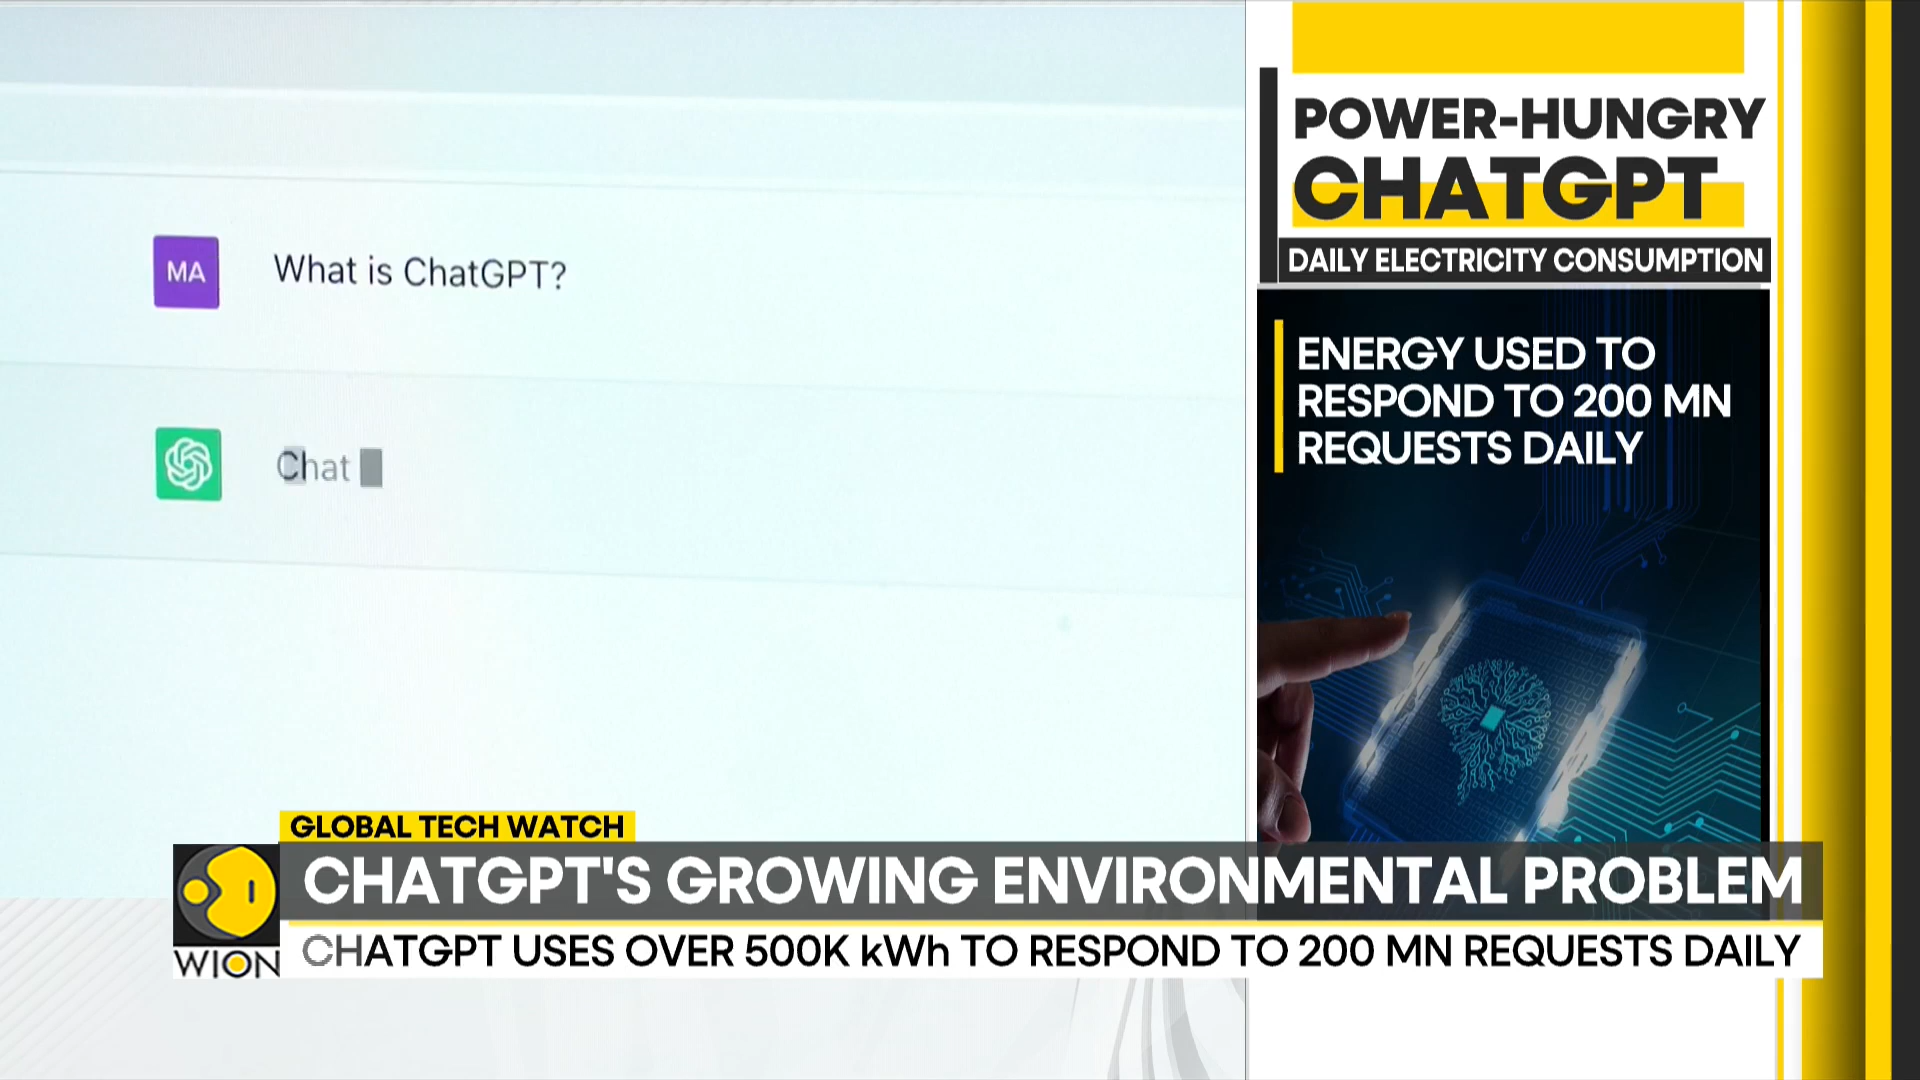 MA
What is ChatGPT?
Chat
POWER-HUNGRY
CHATGPT
DAILY ELECTRICITY CONSUMPTION
ENERGY USED TO
RESPOND TO 200 MN
REQUESTS DAILY
GLOBAL TECH WATCH
CHATGPT'S GROWING ENVIRONMENTAL PROBLEM
CHATGPT USES OVER 500K kWh TO RESPOND TO 200 MN REQUESTS DAILY
WION